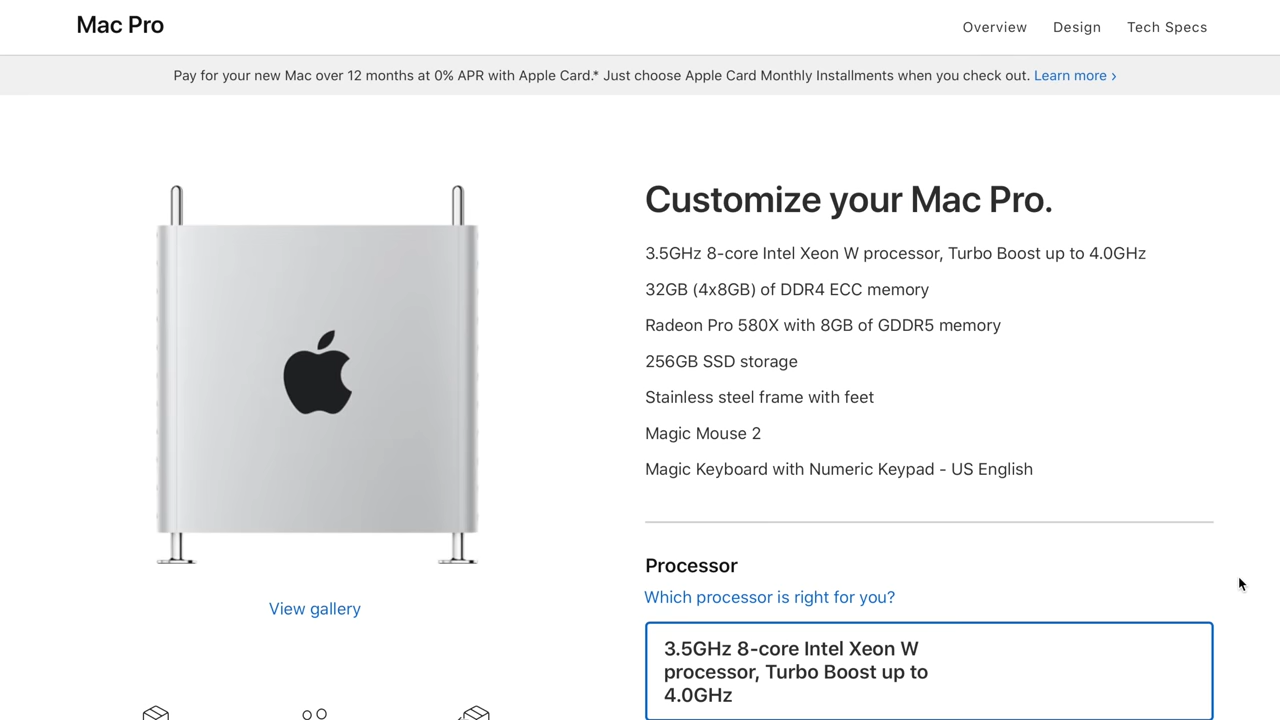 Mac Pro
Overview
Design
Tech Specs
Pay for your new Mac over 12 months at 0% APR with Apple Card.* Just choose Apple Card Monthly Installments when you check out. Learn more ›
Customize your Mac Pro.
3.5GHz 8-core Intel Xeon W processor, Turbo Boost up to 4.0GHz
32GB (4x8GB) of DDR4 ECC memory
Radeon Pro 580X with 8GB of GDDR5 memory
256GB SSD storage
Stainless steel frame with feet
Magic Mouse 2
Magic Keyboard with Numeric Keypad - US English
View gallery
Processor
Which processor is right for you?
3.5GHz 8-core Intel Xeon W
processor, Turbo Boost up to
4.0GHz